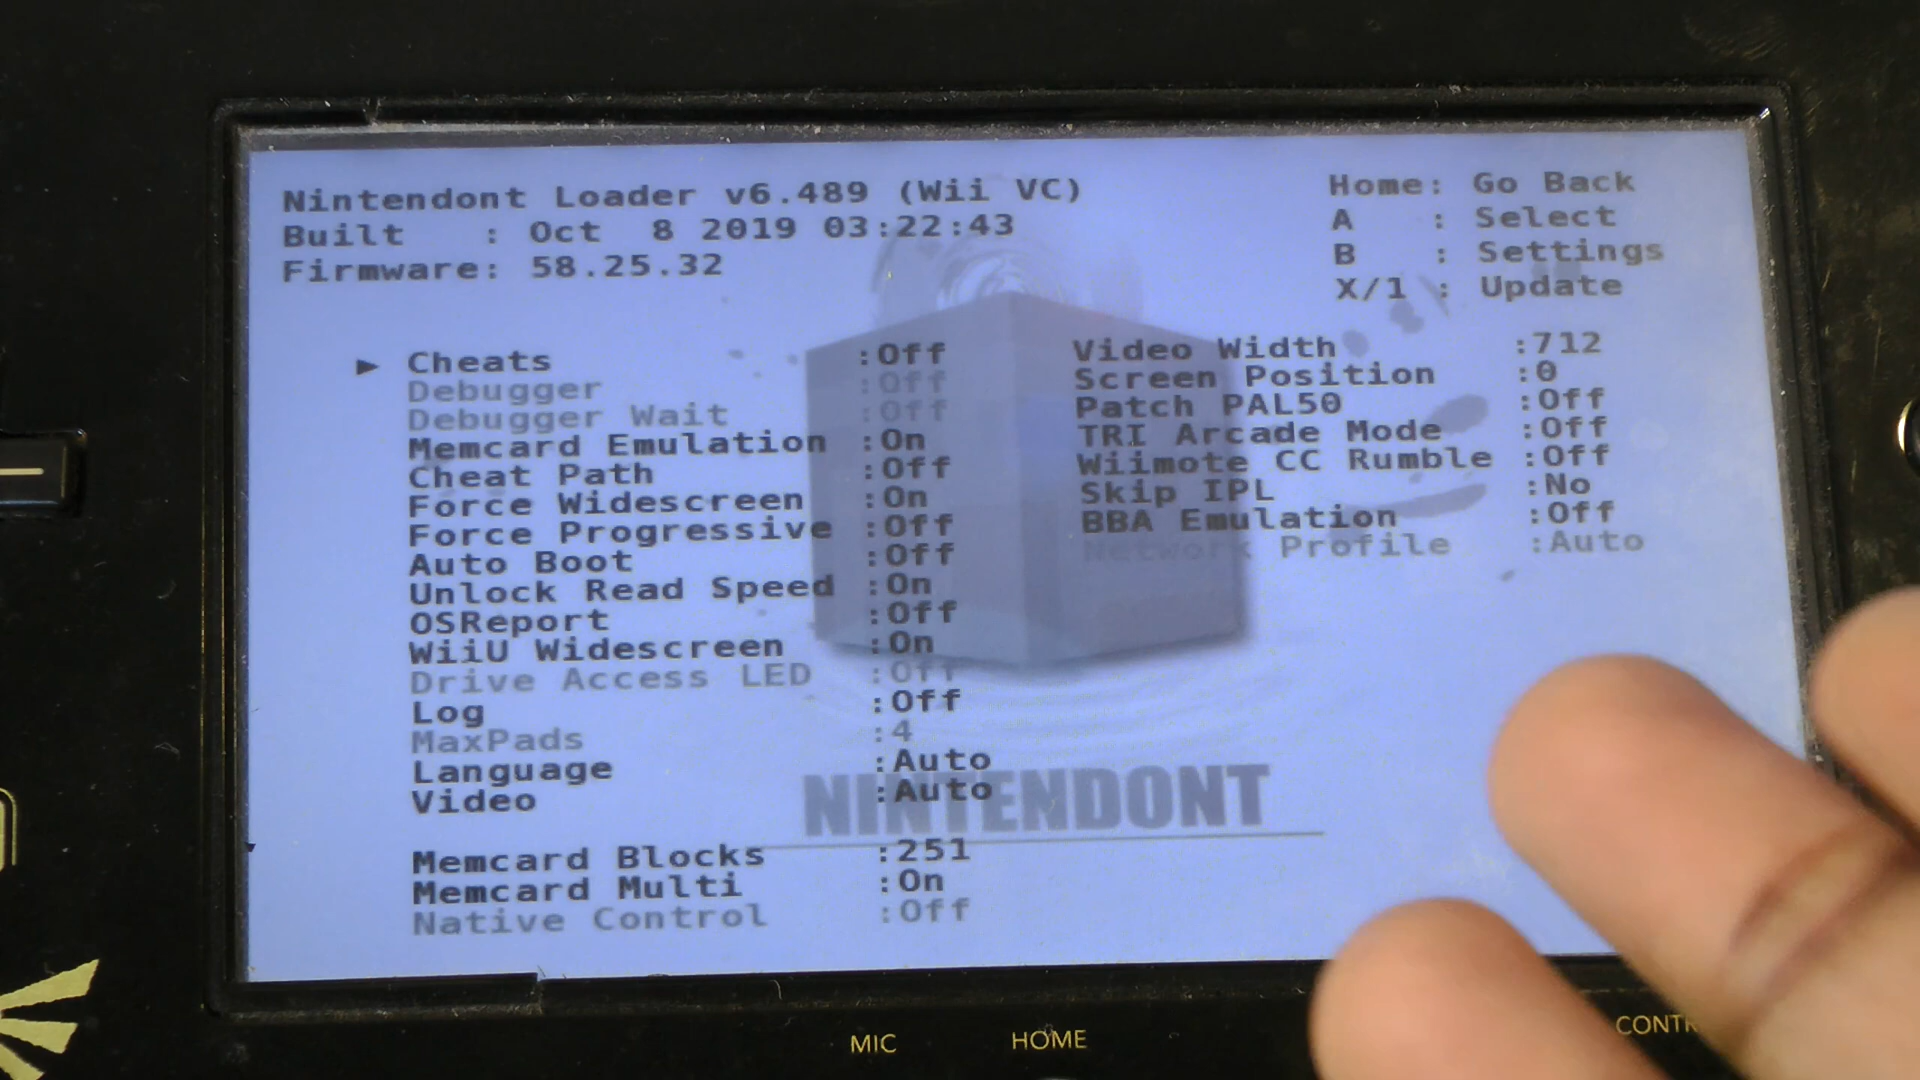 Nintendont Loader v6.489 (Wii VC)
Built : Oct 8 2019 03:22:43
Firmware: 58.25.32
Home: Go Back
A : Select
B : Settings
X/1 : Update
Cheats :Off
Debugger :Off
Debugger Wait :Off
Memcard Emulation :On
Cheat Path :Off
Force Widescreen :On
Force Progressive :Off
Auto Boot :Off
Unlock Read Speed :On
OSReport :Off
WiiU Widescreen :On
Drive Access LED :Off
Log :Off
MaxPads :4
Language :Auto
Video :Auto
Memcard Blocks :251
Memcard Multi :On
Native Control :Off
Video Width :712
Screen Position :0
Patch PAL50 :Off
TRI Arcade Mode :Off
Wiimote CC Rumble :Off
Skip IPL :No
BBA Emulation :Off
Network Profile :Auto
NINTENDONT
MIC
HOME